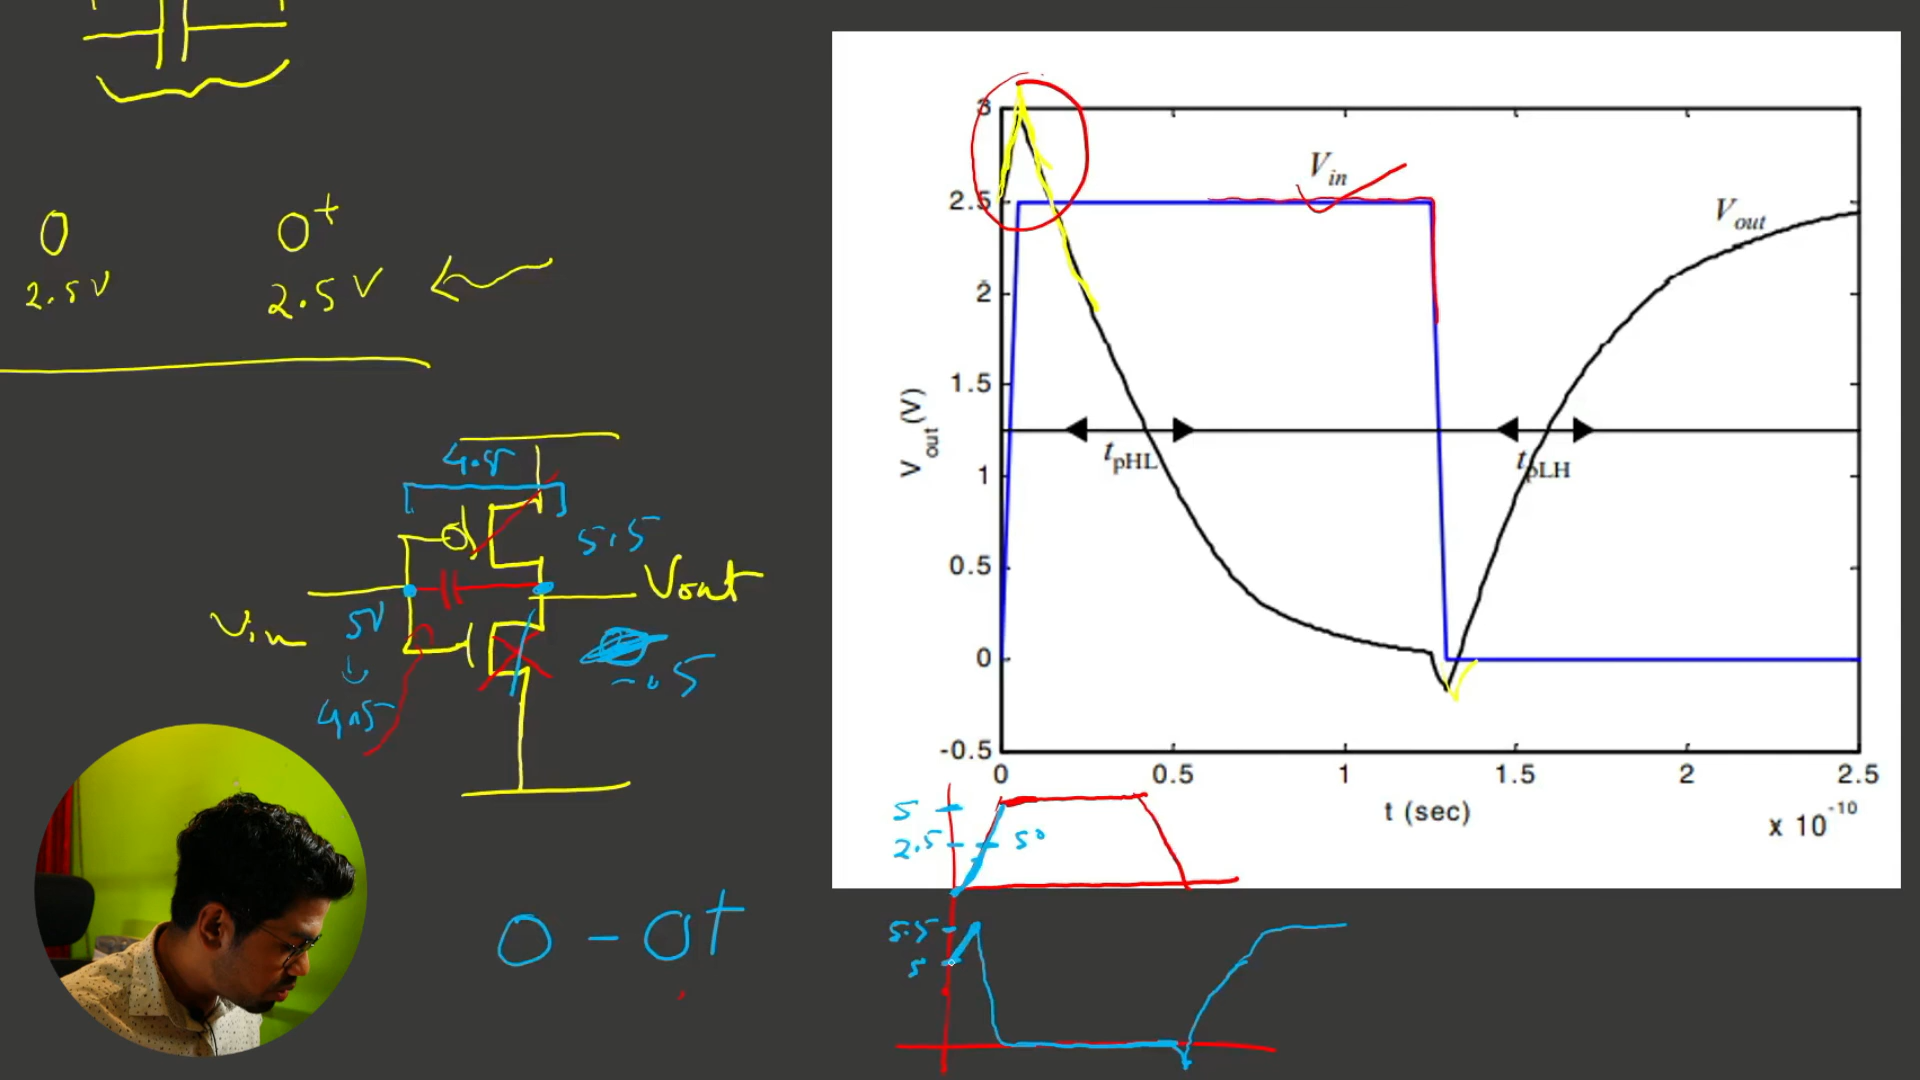 0 0+
2.5V 2.5V
4.5
5.5
Vin
5V
4.5
Vout
-.5
0 - 0+
3
2.5
2
1.5
1
0.5
0
-0.5
Vout (V)
Vin
Vout
tpHL
tpLH
0 0.5 1 1.5 2 2.5
t (sec)
x 10-10
5
2.5
5.5
5